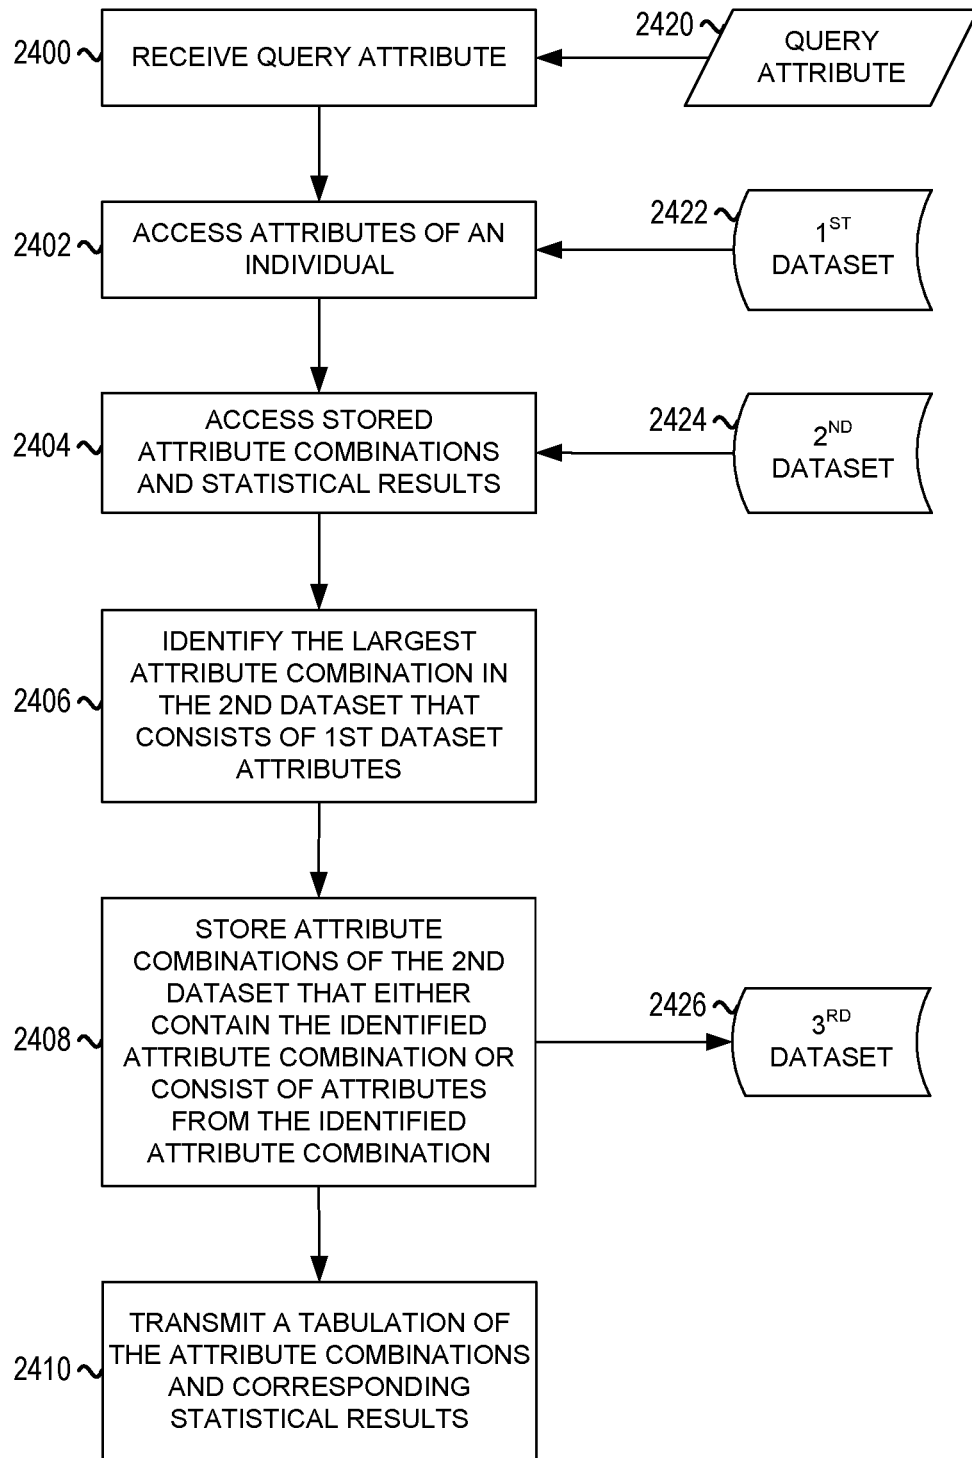 2400
RECEIVE QUERY ATTRIBUTE
2420
QUERY
ATTRIBUTE
2402
ACCESS ATTRIBUTES OF AN
INDIVIDUAL
2422
1ST
DATASET
2404
ACCESS STORED
ATTRIBUTE COMBINATIONS
AND STATISTICAL RESULTS
2424
2ND
DATASET
2406
IDENTIFY THE LARGEST
ATTRIBUTE COMBINATION IN
THE 2ND DATASET THAT
CONSISTS OF 1ST DATASET
ATTRIBUTES
2408
STORE ATTRIBUTE
COMBINATIONS OF THE 2ND
DATASET THAT EITHER
CONTAIN THE IDENTIFIED
ATTRIBUTE COMBINATION OR
CONSIST OF ATTRIBUTES
FROM THE IDENTIFIED
ATTRIBUTE COMBINATION
2426
3RD
DATASET
2410
TRANSMIT A TABULATION OF
THE ATTRIBUTE COMBINATIONS
AND CORRESPONDING
STATISTICAL RESULTS